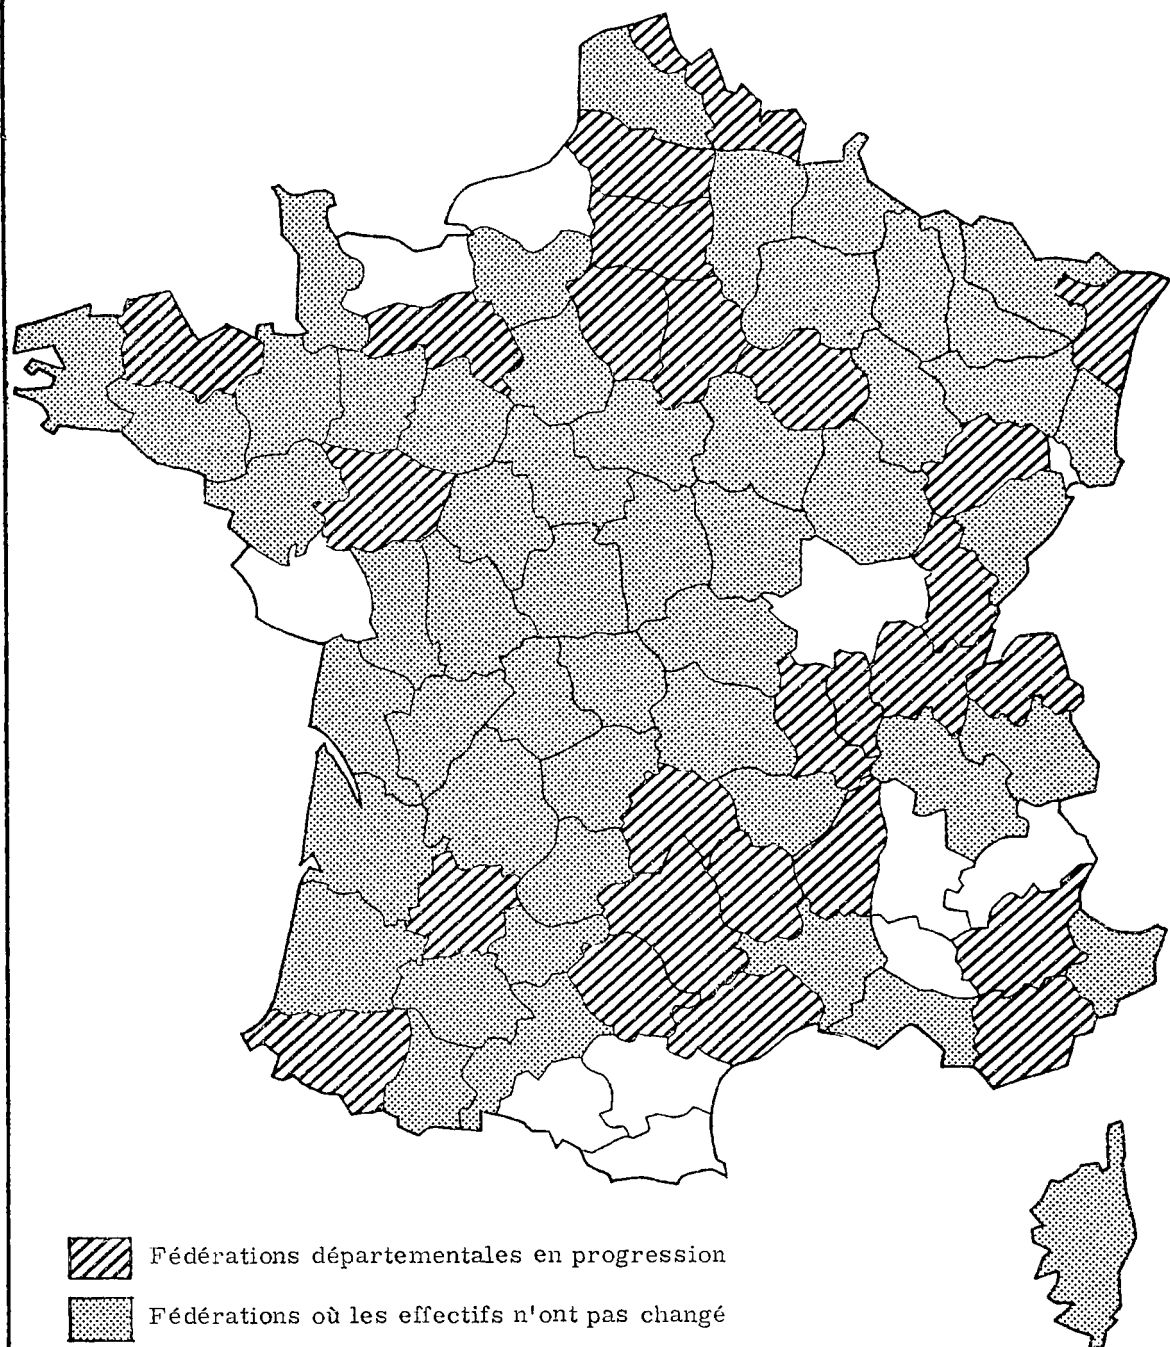 Fédérations départementales en progression
Fédérations où les effectifs n'ont pas changé